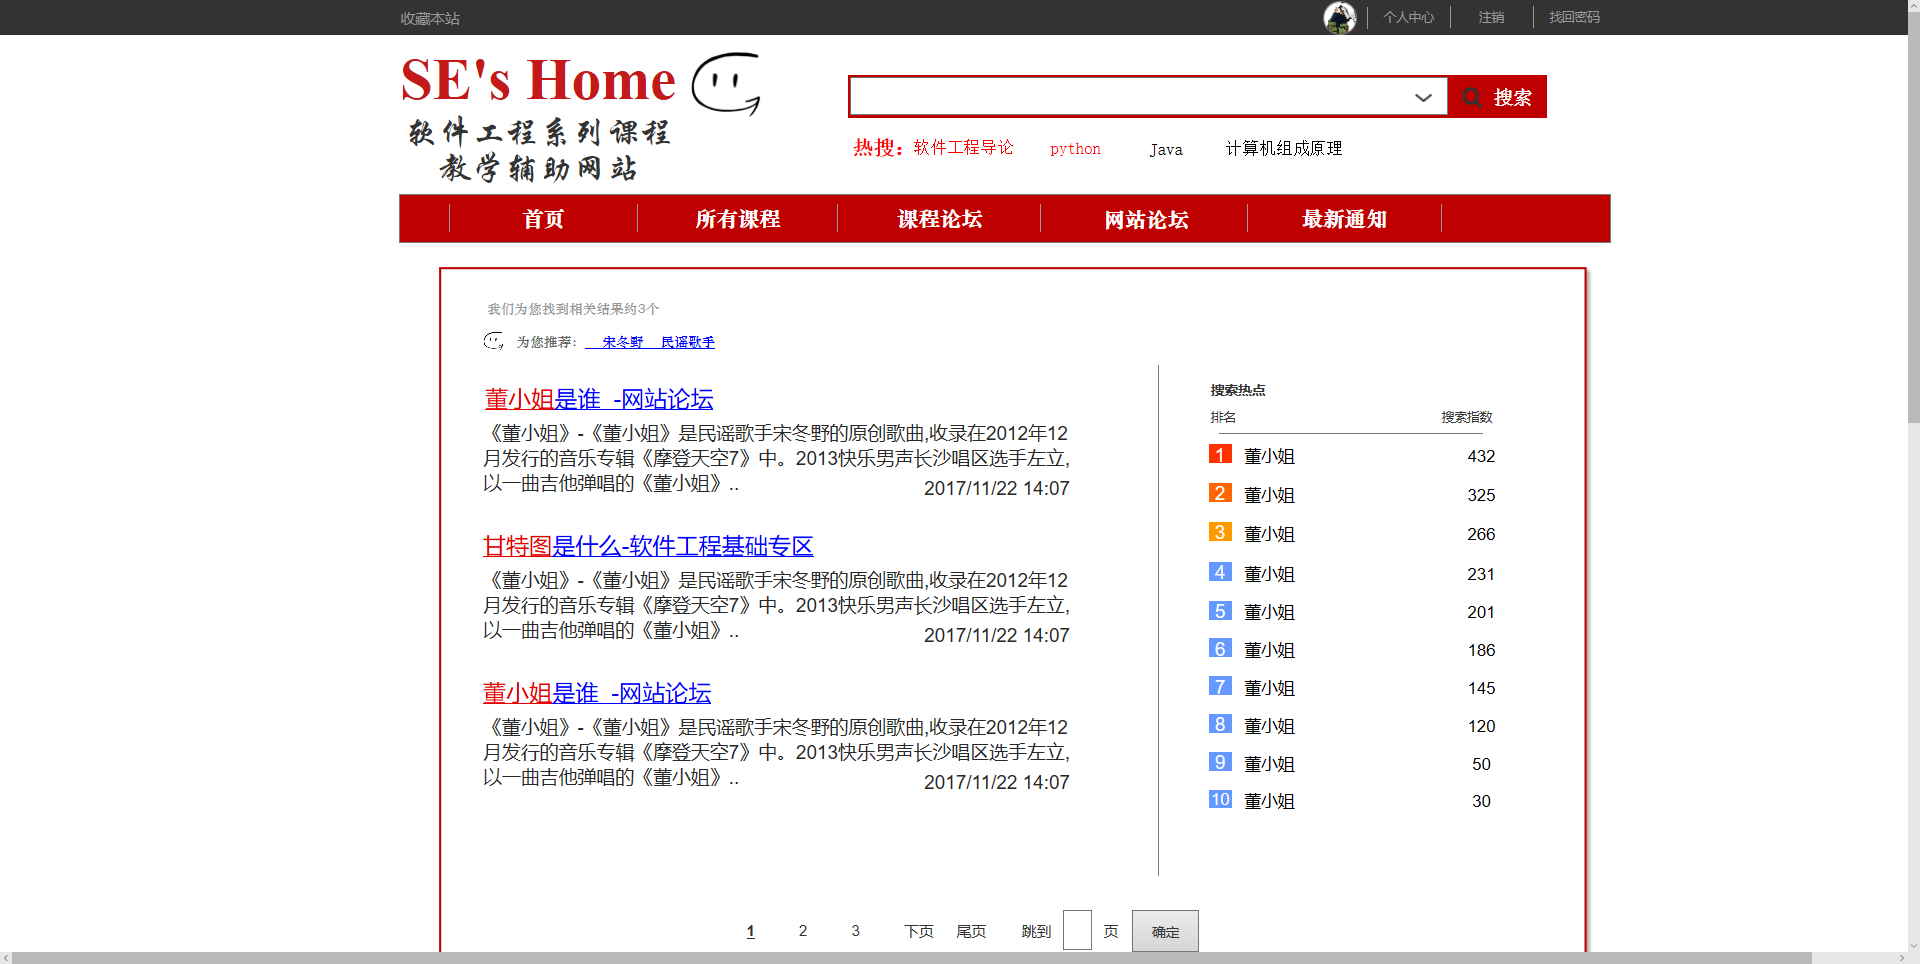 收藏本站
个人中心
注销
找回密码
SE's Home
软件工程系列课程
教学辅助网站
搜索
热搜：软件工程导论 python Java 计算机组成原理
首页 所有课程 课程论坛 网站论坛 最新通知
我们为您找到相关结果约3个
为您推荐： 宋冬野 民谣歌手
董小姐是谁 -网站论坛
《董小姐》-《董小姐》是民谣歌手宋冬野的原创歌曲,收录在2012年12
月发行的音乐专辑《摩登天空7》中。2013快乐男声长沙唱区选手左立,
以一曲吉他弹唱的《董小姐》..
2017/11/22 14:07
甘特图是什么-软件工程基础专区
《董小姐》-《董小姐》是民谣歌手宋冬野的原创歌曲,收录在2012年12
月发行的音乐专辑《摩登天空7》中。2013快乐男声长沙唱区选手左立,
以一曲吉他弹唱的《董小姐》..
2017/11/22 14:07
董小姐是谁 -网站论坛
《董小姐》-《董小姐》是民谣歌手宋冬野的原创歌曲,收录在2012年12
月发行的音乐专辑《摩登天空7》中。2013快乐男声长沙唱区选手左立,
以一曲吉他弹唱的《董小姐》..
2017/11/22 14:07
搜索热点
排名 搜索指数
1 董小姐 432
2 董小姐 325
3 董小姐 266
4 董小姐 231
5 董小姐 201
6 董小姐 186
7 董小姐 145
8 董小姐 120
9 董小姐 50
10 董小姐 30
1 2 3 下页 尾页 跳到 页 确定